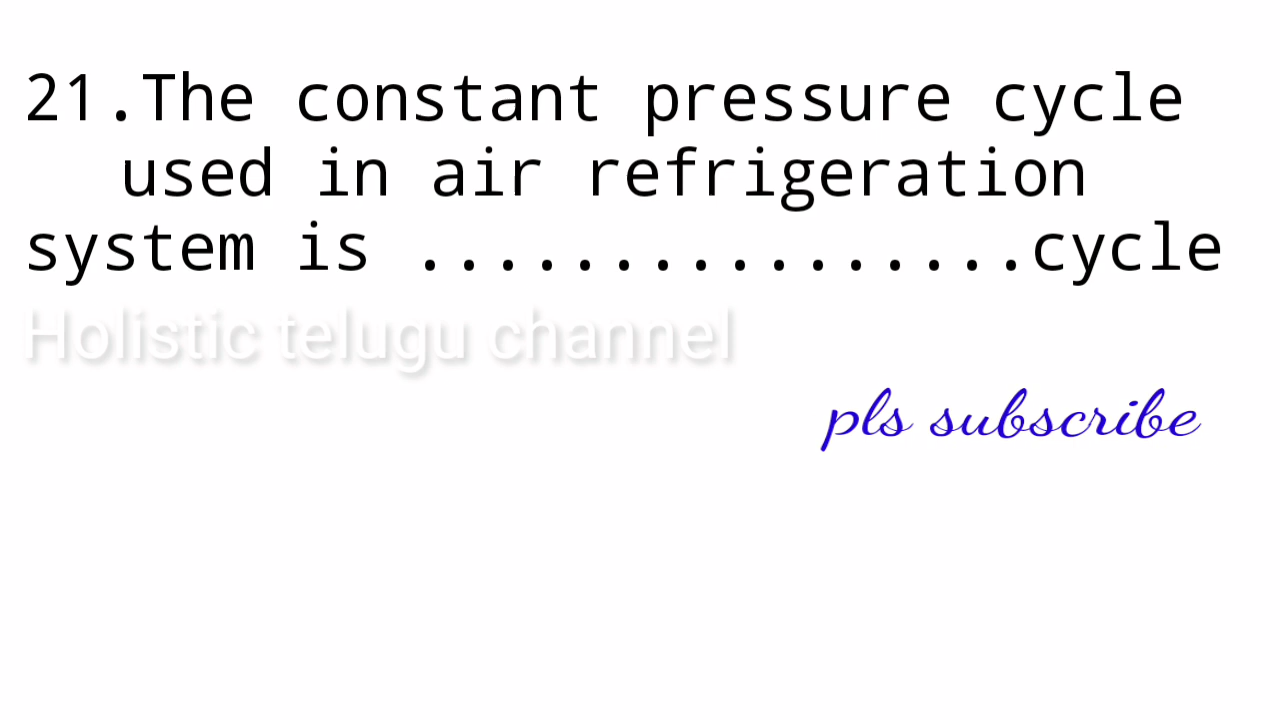 21.The constant pressure cycle
used in air refrigeration
system is ................cycle
Holistic telugu channel
pls subscribe